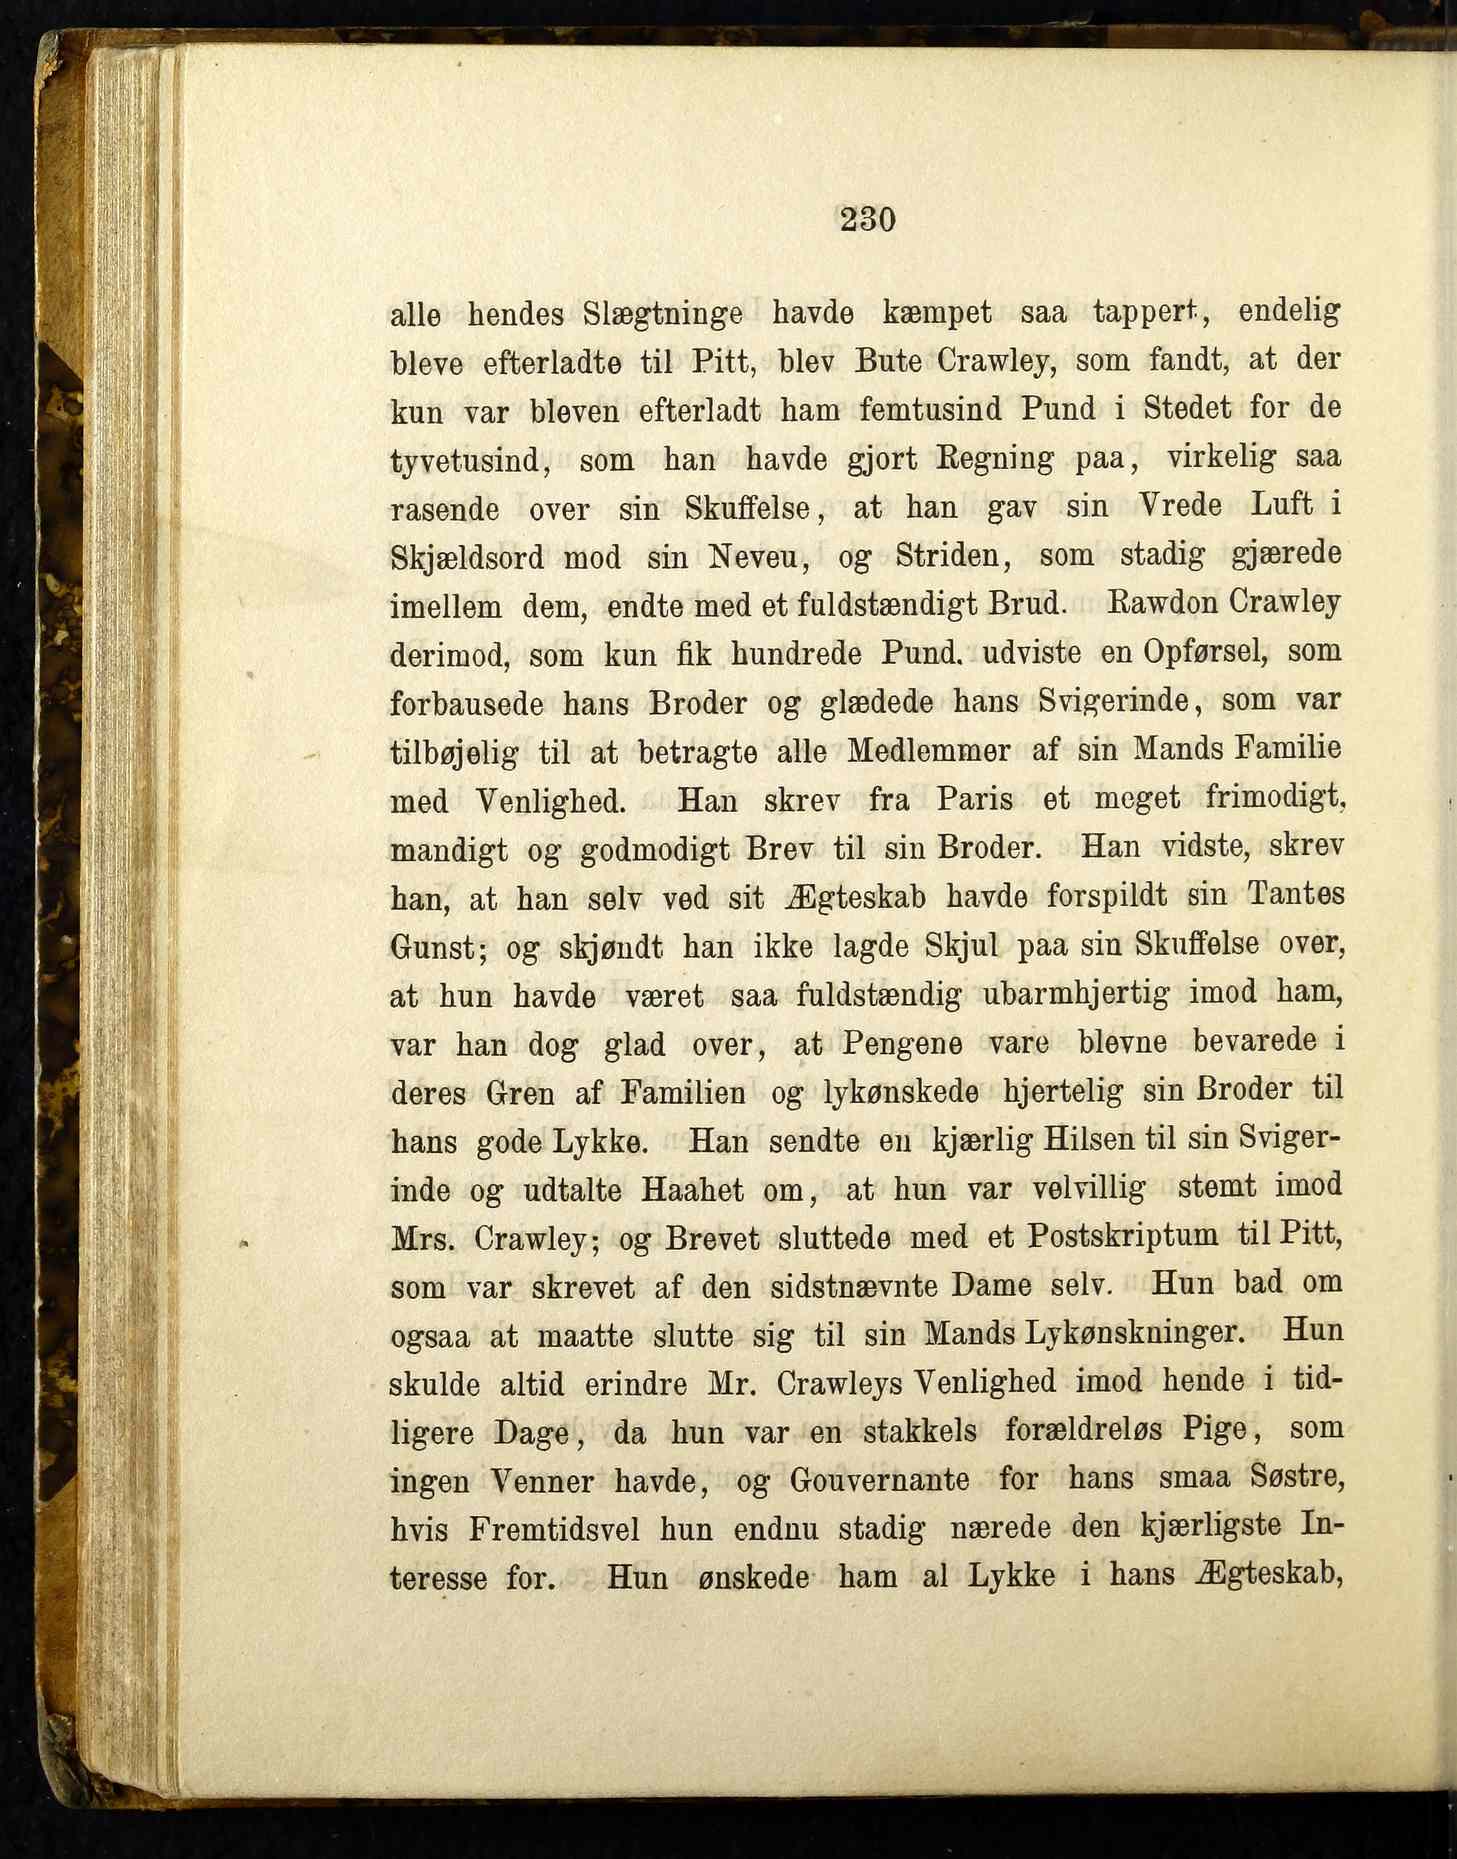 230
alle hendes Slægtninge havde kæmpet saa tappert, endelig
bleve efterladte til Pitt, blev Bute Crawley, som fandt, at der
kun var bleven efterladt ham femtusind Pund i Stedet for de
tyvetusind, som han havde gjort Regning paa, virkelig saa
rasende over sin Skuffelse, at han gav sin Vrede Luft i
Skjældsord mod sin Neveu, og Striden, som stadig gjærede
imellem dem, endte med et fuldstændigt Brud. Rawdon Crawley
derimod, som kun fik hundrede Pund. udviste en Opførsel, som
forbausede hans Broder og glædede hans Svigerinde, som var
tilbøjelig til at betragte alle Medlemmer af sin Mands Familie
med Venlighed. Han skrev fra Paris et meget frimodigt,
mandigt og godmodigt Brev til sin Broder. Han vidste, skrev
han, at han selv ved sit Ægteskab havde forspildt sin Tantes
Gunst; og skjøndt han ikke lagde Skjul paa sin Skuffelse over,
at hun havde været saa fuldstændig ubarmhjertig imod ham,
var han dog glad over, at Pengene vare blevne bevarede i
deres Gren af Familien og lykønskede hjertelig sin Broder til
hans gode Lykke. Han sendte en kjærlig Hilsen til sin Sviger-
inde og udtalte Haabet om, at hun var velvillig stemt imod
Mrs. Crawley; og Brevet sluttede med et Postskriptum til Pitt,
som var skrevet af den sidstnævnte Dame selv. Hun bad om
ogsaa at maatte slutte sig til sin Mands Lykønskninger. Hun
skulde altid erindre Mr. Crawleys Venlighed imod hende i tid-
ligere Dage, da hun var en stakkels forældreløs Pige, som
ingen Venner havde, og Gouvernante for hans smaa Søstre,
hvis Fremtidsvel hun endnu stadig nærede den kjærligste In-
teresse for. Hun ønskede ham al Lykke i hans Ægteskab,